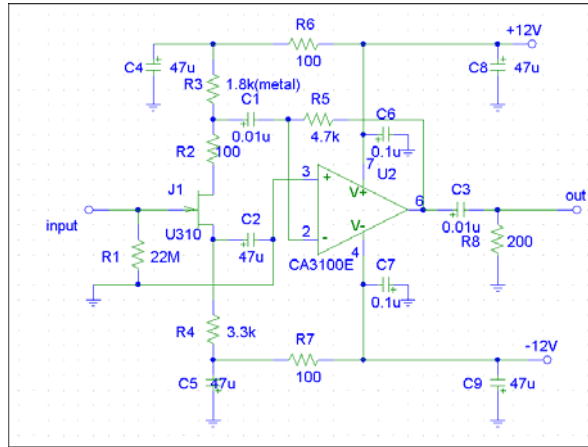 R6
+12V
100
C4
47u
C8
47u
R3
1.8k(metal)
C1
R5
C6
0.01u
4.7k
0.1u
R2
100
7
U2
J1
3
+
V+
6
C3
out
input
U310
C2
2
-
V-
0.01u
R8
200
R1
22M
47u
CA3100E
4
C7
0.1u
R4
3.3k
R7
-12V
100
C5
47u
C9
47u